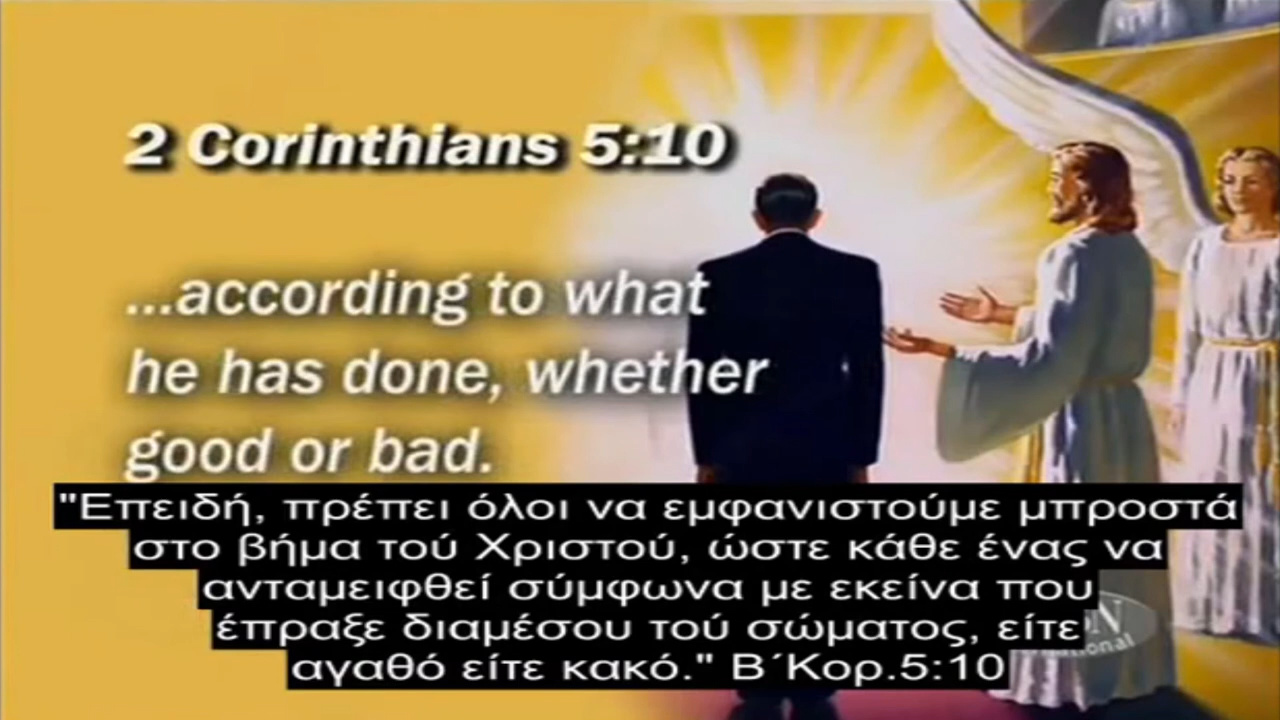 2 Corinthians 5:10
...according to what
he has done, whether
good or bad.
"Επειδή, πρέπει όλοι να εμφανιστούμε μπροστά
στο βήμα τού Χριστού, ώστε κάθε ένας να
ανταμειφθεί σύμφωνα με εκείνα που
έπραξε διαμέσου τού σώματος, είτε
αγαθό είτε κακό." Β΄Κορ.5:10